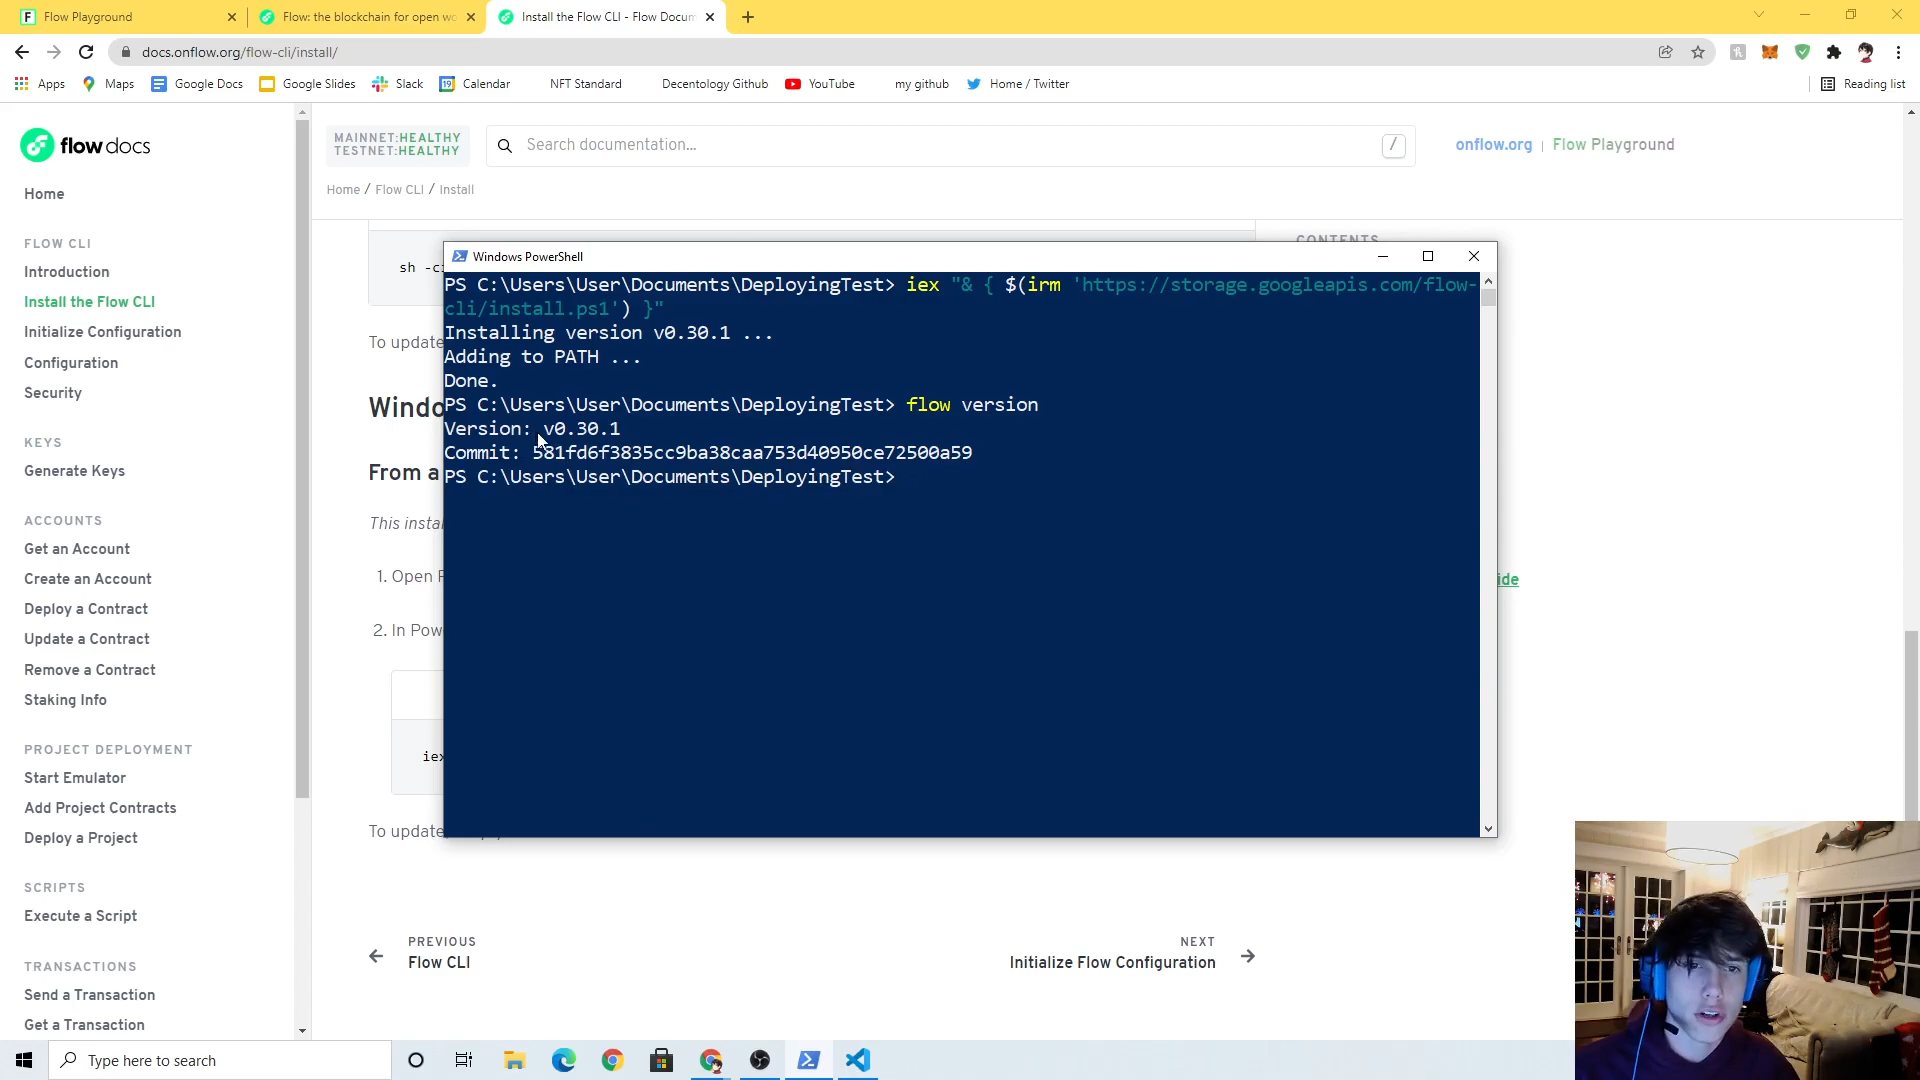 Flow Playground
Flow: the blockchain for open wo
Install the Flow CLI - Flow Docum
docs.onflow.org/flow-cli/install/
Apps
Maps
Google Docs
Google Slides
Slack
Calendar
NFT Standard
Decentology Github
YouTube
my github
Home / Twitter
Reading list
flow docs
MAINNET:HEALTHY
TESTNET:HEALTHY
Search documentation...
/
onflow.org | Flow Playground
Home / Flow CLI / Install
Home
FLOW CLI
Introduction
Install the Flow CLI
Initialize Configuration
Configuration
Security
KEYS
Generate Keys
ACCOUNTS
Get an Account
Create an Account
Deploy a Contract
Update a Contract
Remove a Contract
Staking Info
PROJECT DEPLOYMENT
Start Emulator
Add Project Contracts
Deploy a Project
SCRIPTS
Execute a Script
TRANSACTIONS
Send a Transaction
Get a Transaction
CONTENTS
sh -ci
To update
Windo
From a
This instal
1. Open P
2. In Pow
iex
To update
ide
Windows PowerShell
PS C:\Users\User\Documents\DeployingTest> iex "& { $(irm 'https://storage.googleapis.com/flow-
cli/install.ps1') }"
Installing version v0.30.1 ...
Adding to PATH ...
Done.
PS C:\Users\User\Documents\DeployingTest> flow version
Version: v0.30.1
Commit: 581fd6f3835cc9ba38caa753d40950ce72500a59
PS C:\Users\User\Documents\DeployingTest>
PREVIOUS
Flow CLI
NEXT
Initialize Flow Configuration
Type here to search